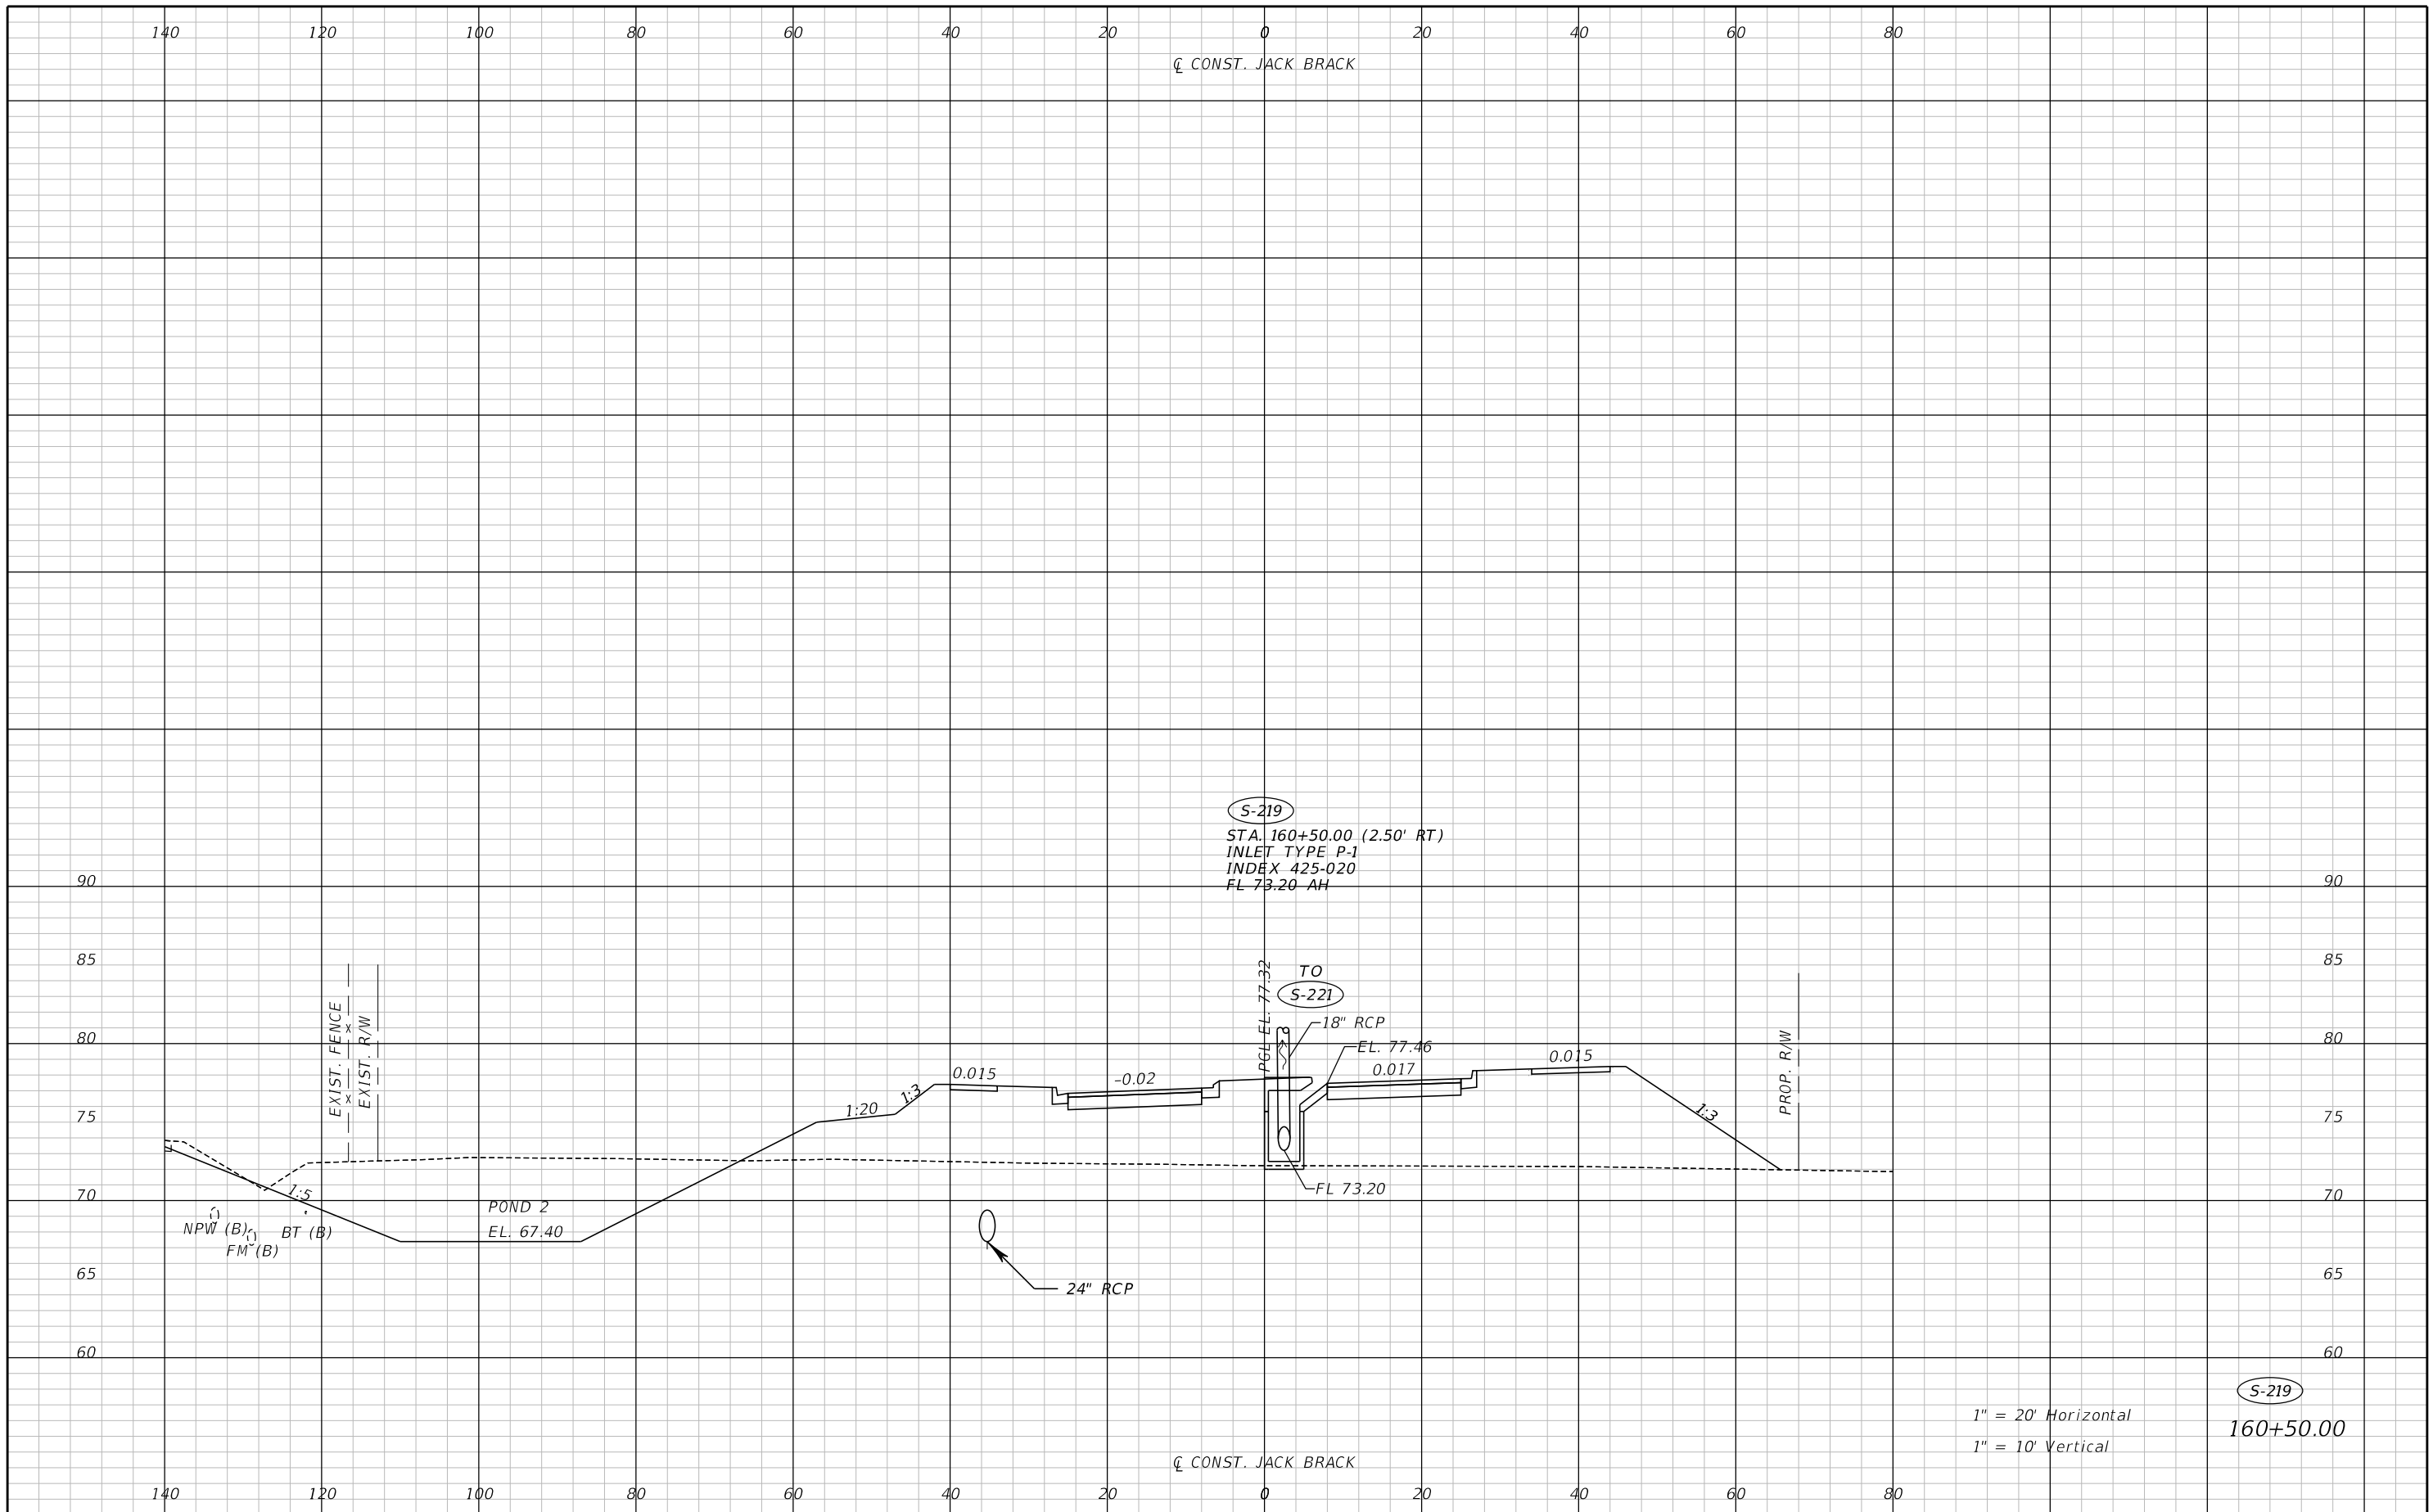 140 120 100 80 60 40 20 0 20 40 60 80
℄ CONST. JACK BRACK
S-219
STA. 160+50.00 (2.50' RT)
INLET TYPE P-1
INDEX 425-020
FL 73.20 AH
90 90
85 85
80 80
75 75
70 70
65 65
60 60
EXIST. FENCE
X
X
EXIST. R/W
PGL EL. 77.32
TO
S-221
18" RCP
EL. 77.46
PROP. R/W
0.015
-0.02
0.017
0.015
1:3
1:20
1:3
1:5
NPW (B)
FM (B)
BT (B)
POND 2
EL. 67.40
FL 73.20
24" RCP
S-219
1" = 20' Horizontal
160+50.00
1" = 10' Vertical
℄ CONST. JACK BRACK
140 120 100 80 60 40 20 0 20 40 60 80